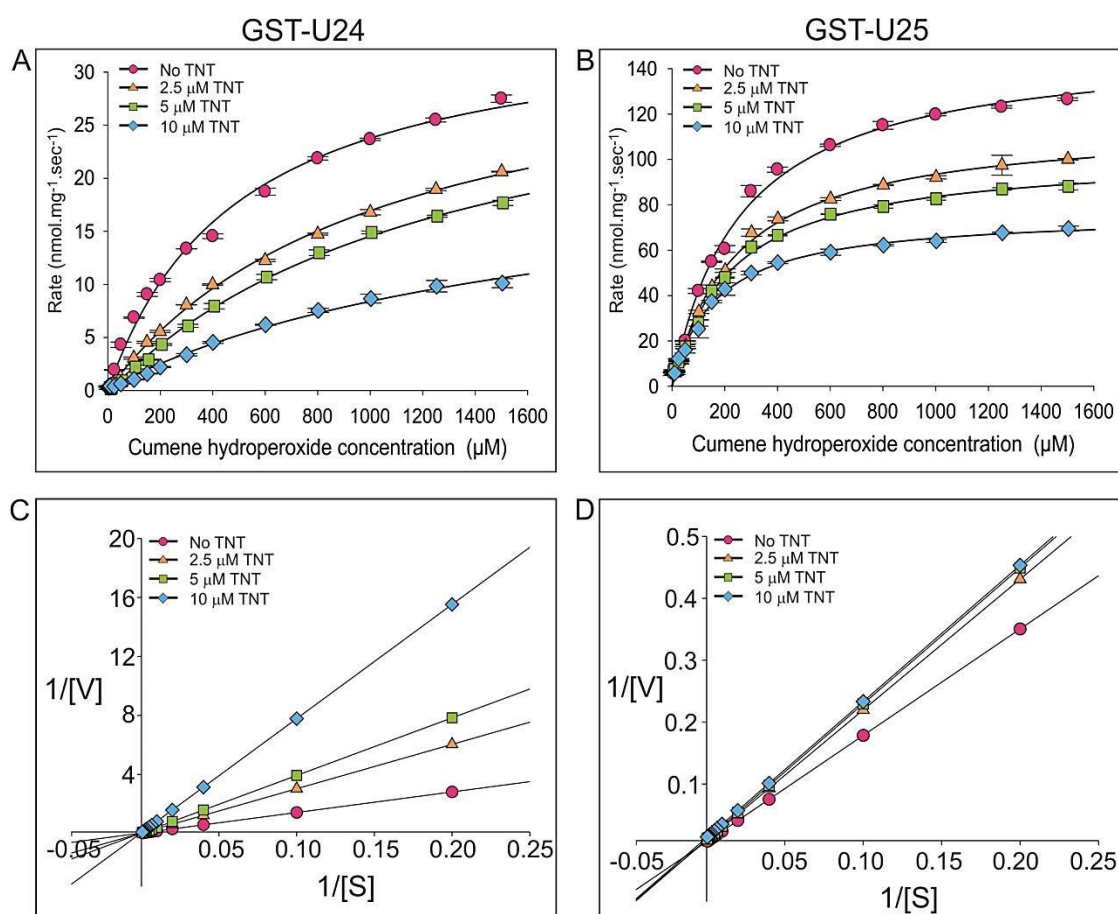 GST-U24
GST-U25
A
No TNT
2.5 μM TNT
5 μM TNT
10 μM TNT
Rate (nmol.mg⁻¹.sec⁻¹)
30
25
20
15
10
5
0
0 200 400 600 800 1000 1200 1400 1600
Cumene hydroperoxide concentration (μM)
B
No TNT
2.5 μM TNT
5 μM TNT
10 μM TNT
Rate (nmol.mg⁻¹.sec⁻¹)
140
120
100
80
60
40
20
0
0 200 400 600 800 1000 1200 1400 1600
Cumene hydroperoxide concentration (μM)
C
No TNT
2.5 μM TNT
5 μM TNT
10 μM TNT
1/[V]
20
16
12
8
4
-0.05 0.05 0.10 0.15 0.20 0.25
1/[S]
D
No TNT
2.5 μM TNT
5 μM TNT
10 μM TNT
1/[V]
0.5
0.4
0.3
0.2
0.1
-0.05 0.05 0.10 0.15 0.20 0.25
1/[S]